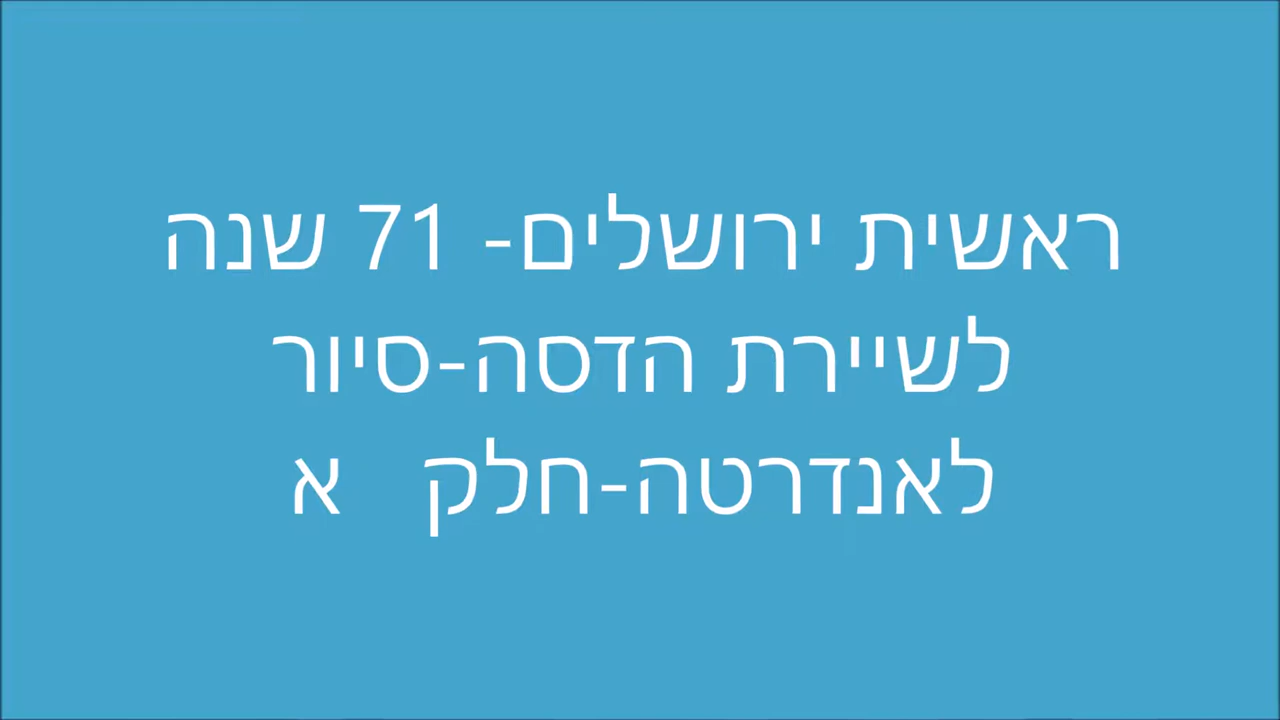 ראשית ירושלים- 71 שנה
לשיירת הדסה-סיור
לאנדרטה-חלק א